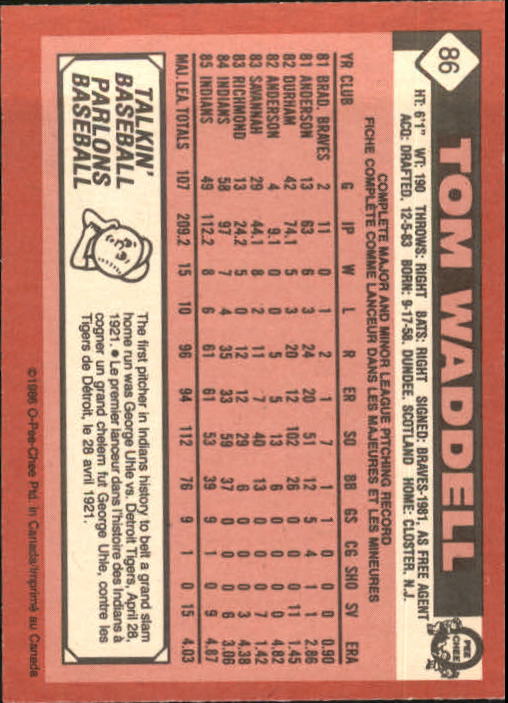 86
TOM WADDELL
O-PEE-CHEE
HT: 6'1" WT: 190 THROWS: RIGHT BATS: RIGHT SIGNED: BRAVES-1981, AS FREE AGENT
ACQ: DRAFTED, 12-5-83 BORN: 9-17-58, DUNDEE, SCOTLAND HOME: CLOSTER, N.J.
COMPLETE MAJOR AND MINOR LEAGUE PITCHING RECORD
FICHE COMPLÈTE COMME LANCEUR DANS LES MAJEURES ET LES MINEURES
YR CLUB G IP W L R ER SO BB GS CG SHO SV ERA
81 BRAD. BRAVES 2 11 0 1 2 1 7 1 1 0 0 0 0.90
81 ANDERSON 13 63 6 3 24 20 51 12 5 4 1 0 2.86
82 DURHAM 42 74.1 5 3 20 12 102 26 0 0 0 11 1.45
82 ANDERSON 4 9.1 0 0 5 5 13 6 0 0 0 0 4.82
83 SAVANNAH 29 44.1 8 2 11 7 40 13 0 0 0 7 1.42
83 RICHMOND 13 24.2 5 0 12 12 29 6 0 0 0 3 4.38
84 INDIANS 58 97 7 4 35 33 59 37 0 0 0 6 3.06
85 INDIANS 49 112.2 8 6 61 61 53 39 9 1 0 9 4.87
MAJ. LEA. TOTALS 107 209.2 15 10 96 94 112 76 9 1 0 15 4.03
TALKIN'
BASEBALL
PARLONS
BASEBALL
The first pitcher in Indians history to belt a grand slam
home run was George Uhle vs. Detroit Tigers, April 28,
1921. ● Le premier lanceur dans l'histoire des Indians à
cogner un grand chelem fut George Uhle, contre les
Tigers de Détroit, le 28 avril 1921.
©1986 O-Pee-Chee Ptd. in Canada/Imprimé au Canada